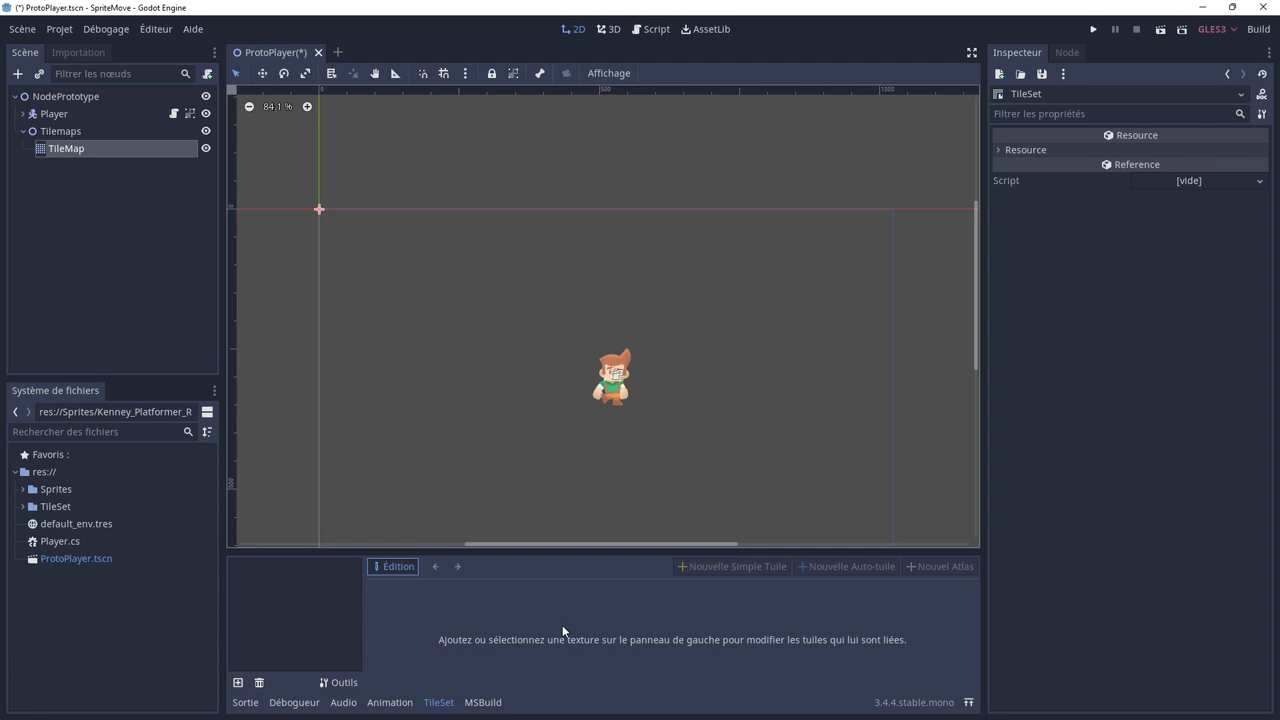 (*) ProtoPlayer.tscn - SpriteMove - Godot Engine
Scène Projet Débogage Éditeur Aide
2D 3D Script AssetLib
GLES3 Build
Scène Importation
Filtrer les nœuds
NodePrototype
Player
Tilemaps
TileMap
ProtoPlayer(*)
Affichage
84.1 %
0 500 1000
0
500
Système de fichiers
res://Sprites/Kenney_Platformer_R
Rechercher des fichiers
Favoris :
res://
Sprites
TileSet
default_env.tres
Player.cs
ProtoPlayer.tscn
Édition
Nouvelle Simple Tuile Nouvelle Auto-tuile Nouvel Atlas
Ajoutez ou sélectionnez une texture sur le panneau de gauche pour modifier les tuiles qui lui sont liées.
Outils
Sortie Débogueur Audio Animation TileSet MSBuild
3.4.4.stable.mono
Inspecteur Node
TileSet
Filtrer les propriétés
Resource
Resource
Reference
Script [vide]